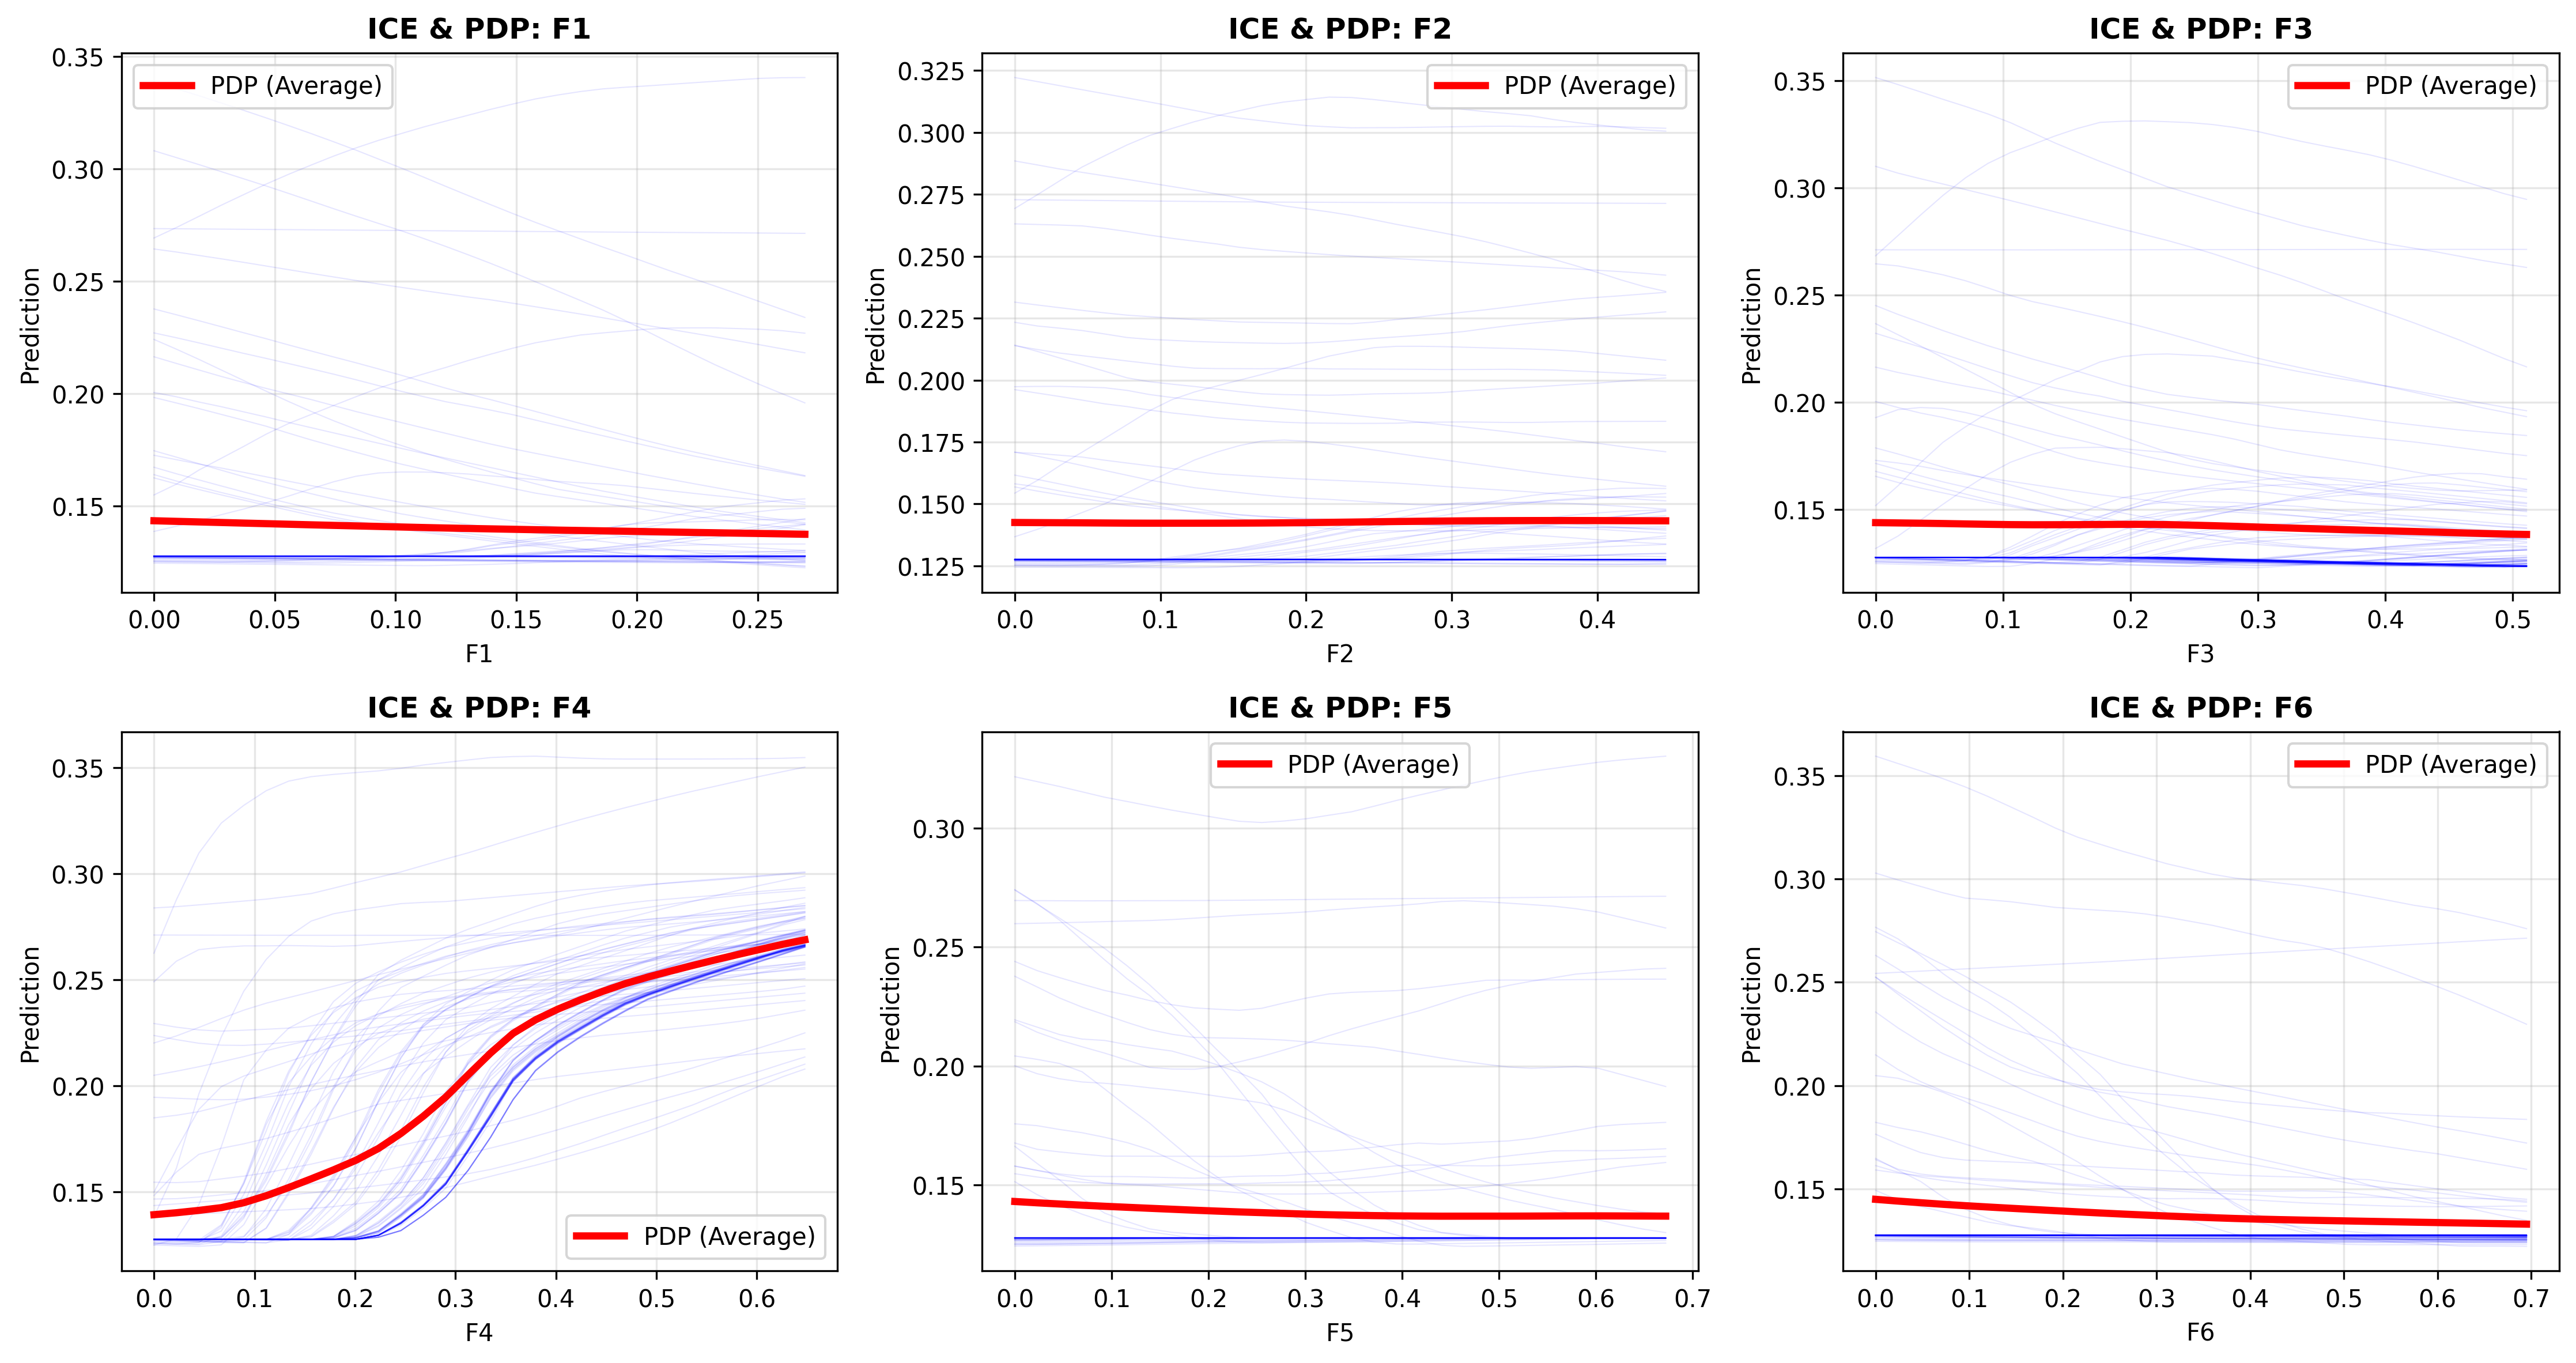 ICE & PDP: F1
PDP (Average)
0.35
0.30
0.25
0.20
0.15
Prediction
0.00 0.05 0.10 0.15 0.20 0.25
F1
ICE & PDP: F2
PDP (Average)
0.325
0.300
0.275
0.250
0.225
0.200
0.175
0.150
0.125
Prediction
0.0 0.1 0.2 0.3 0.4
F2
ICE & PDP: F3
PDP (Average)
0.35
0.30
0.25
0.20
0.15
Prediction
0.0 0.1 0.2 0.3 0.4 0.5
F3
ICE & PDP: F4
0.35
0.30
0.25
0.20
0.15
Prediction
PDP (Average)
0.0 0.1 0.2 0.3 0.4 0.5 0.6
F4
ICE & PDP: F5
PDP (Average)
0.30
0.25
0.20
0.15
Prediction
0.0 0.1 0.2 0.3 0.4 0.5 0.6 0.7
F5
ICE & PDP: F6
PDP (Average)
0.35
0.30
0.25
0.20
0.15
Prediction
0.0 0.1 0.2 0.3 0.4 0.5 0.6 0.7
F6